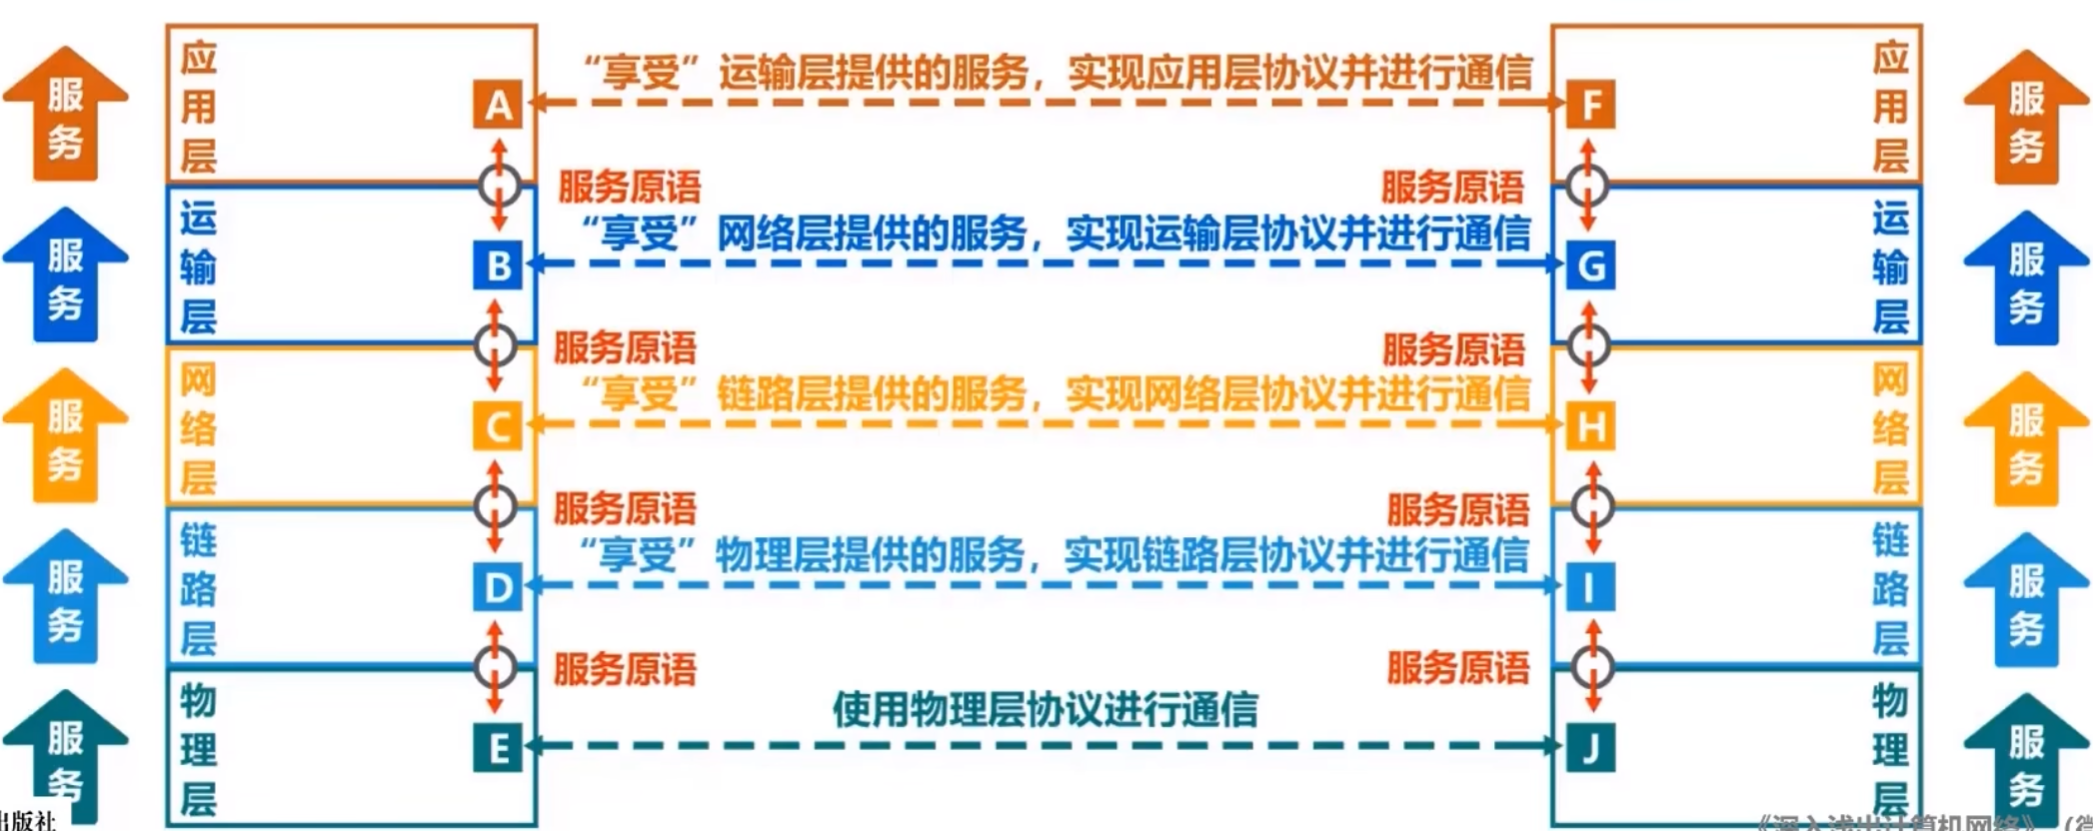 服务
应用层
A
“享受”运输层提供的服务，实现应用层协议并进行通信
F
应用层
服务
服务原语
服务原语
服务
运输层
B
“享受”网络层提供的服务，实现运输层协议并进行通信
G
运输层
服务
服务原语
服务原语
服务
网络层
C
“享受”链路层提供的服务，实现网络层协议并进行通信
H
网络层
服务
服务原语
服务原语
服务
链路层
D
“享受”物理层提供的服务，实现链路层协议并进行通信
I
链路层
服务
服务原语
服务原语
服务
物理层
E
使用物理层协议进行通信
J
物理层
服务
出版社
《深入浅出计算机网络》（微